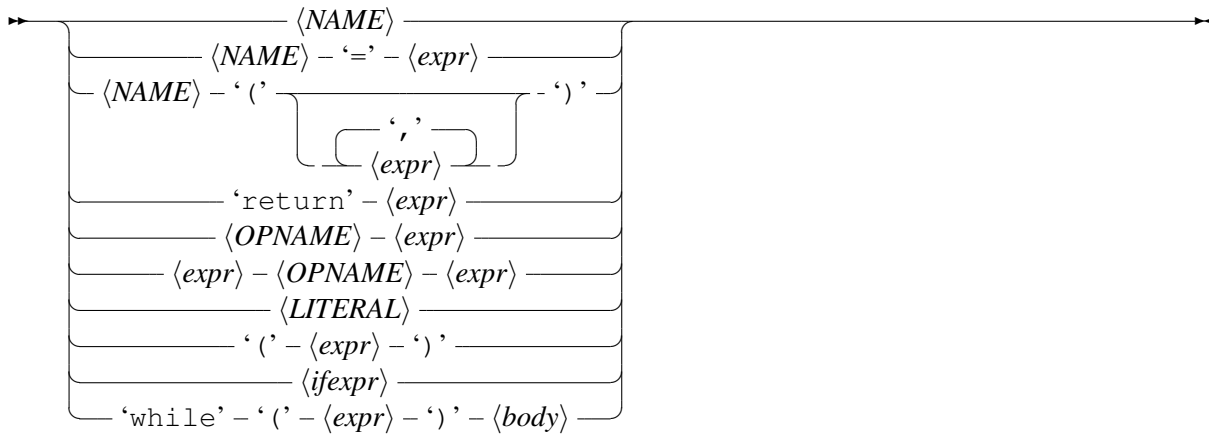 ⟨NAME⟩
⟨NAME⟩ ‘=’ ⟨expr⟩
⟨NAME⟩ ‘(’ ‘)’
‘,’
⟨expr⟩
‘return’ ⟨expr⟩
⟨OPNAME⟩ ⟨expr⟩
⟨expr⟩ ⟨OPNAME⟩ ⟨expr⟩
⟨LITERAL⟩
‘(’ ⟨expr⟩ ‘)’
⟨ifexpr⟩
‘while’ ‘(’ ⟨expr⟩ ‘)’ ⟨body⟩